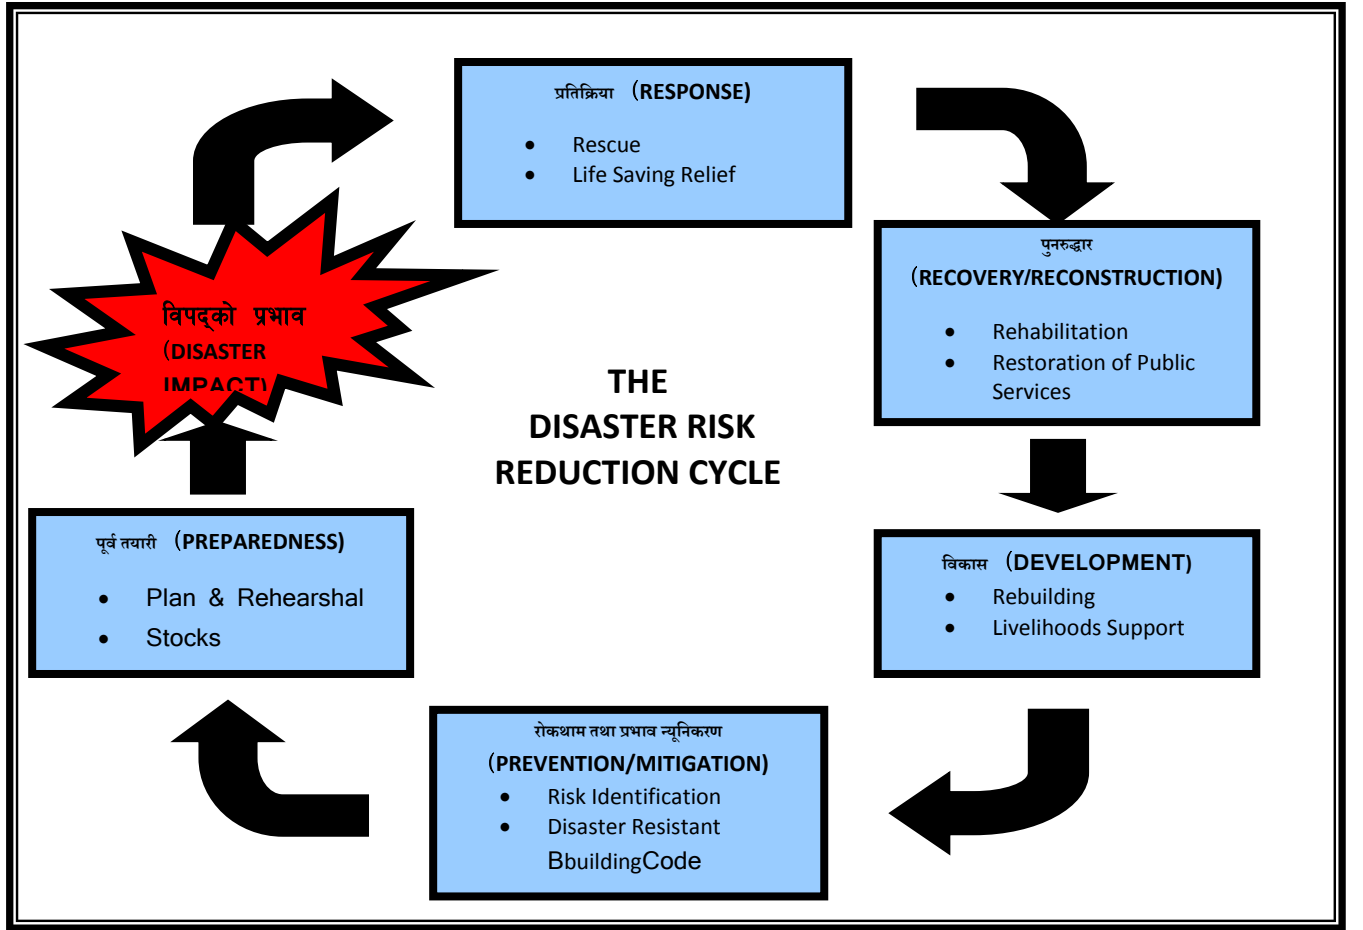 प्रतिक्रिया (RESPONSE)
• Rescue
• Life Saving Relief
पुनरुद्धार
(RECOVERY/RECONSTRUCTION)
• Rehabilitation
• Restoration of Public
Services
विकास (DEVELOPMENT)
• Rebuilding
• Livelihoods Support
रोकथाम तथा प्रभाव न्यूनिकरण
(PREVENTION/MITIGATION)
• Risk Identification
• Disaster Resistant
BbuildingCode
पूर्व तयारी (PREPAREDNESS)
• Plan & Rehearshal
• Stocks
विपद्को प्रभाव
(DISASTER
IMPACT)
THE
DISASTER RISK
REDUCTION CYCLE